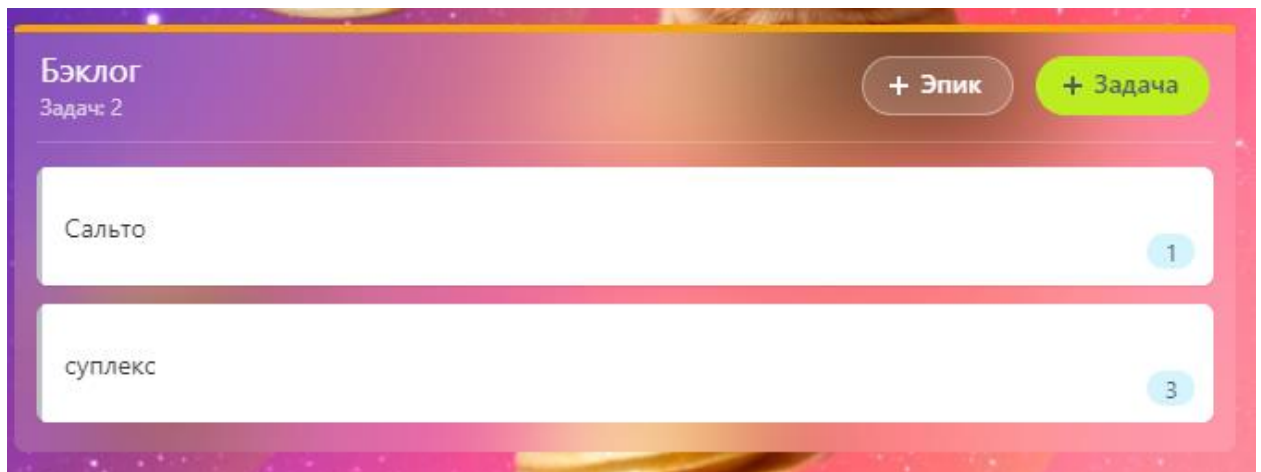 Бэклог
Задач: 2
+ Эпик
+ Задача
Сальто
1
суплекс
3